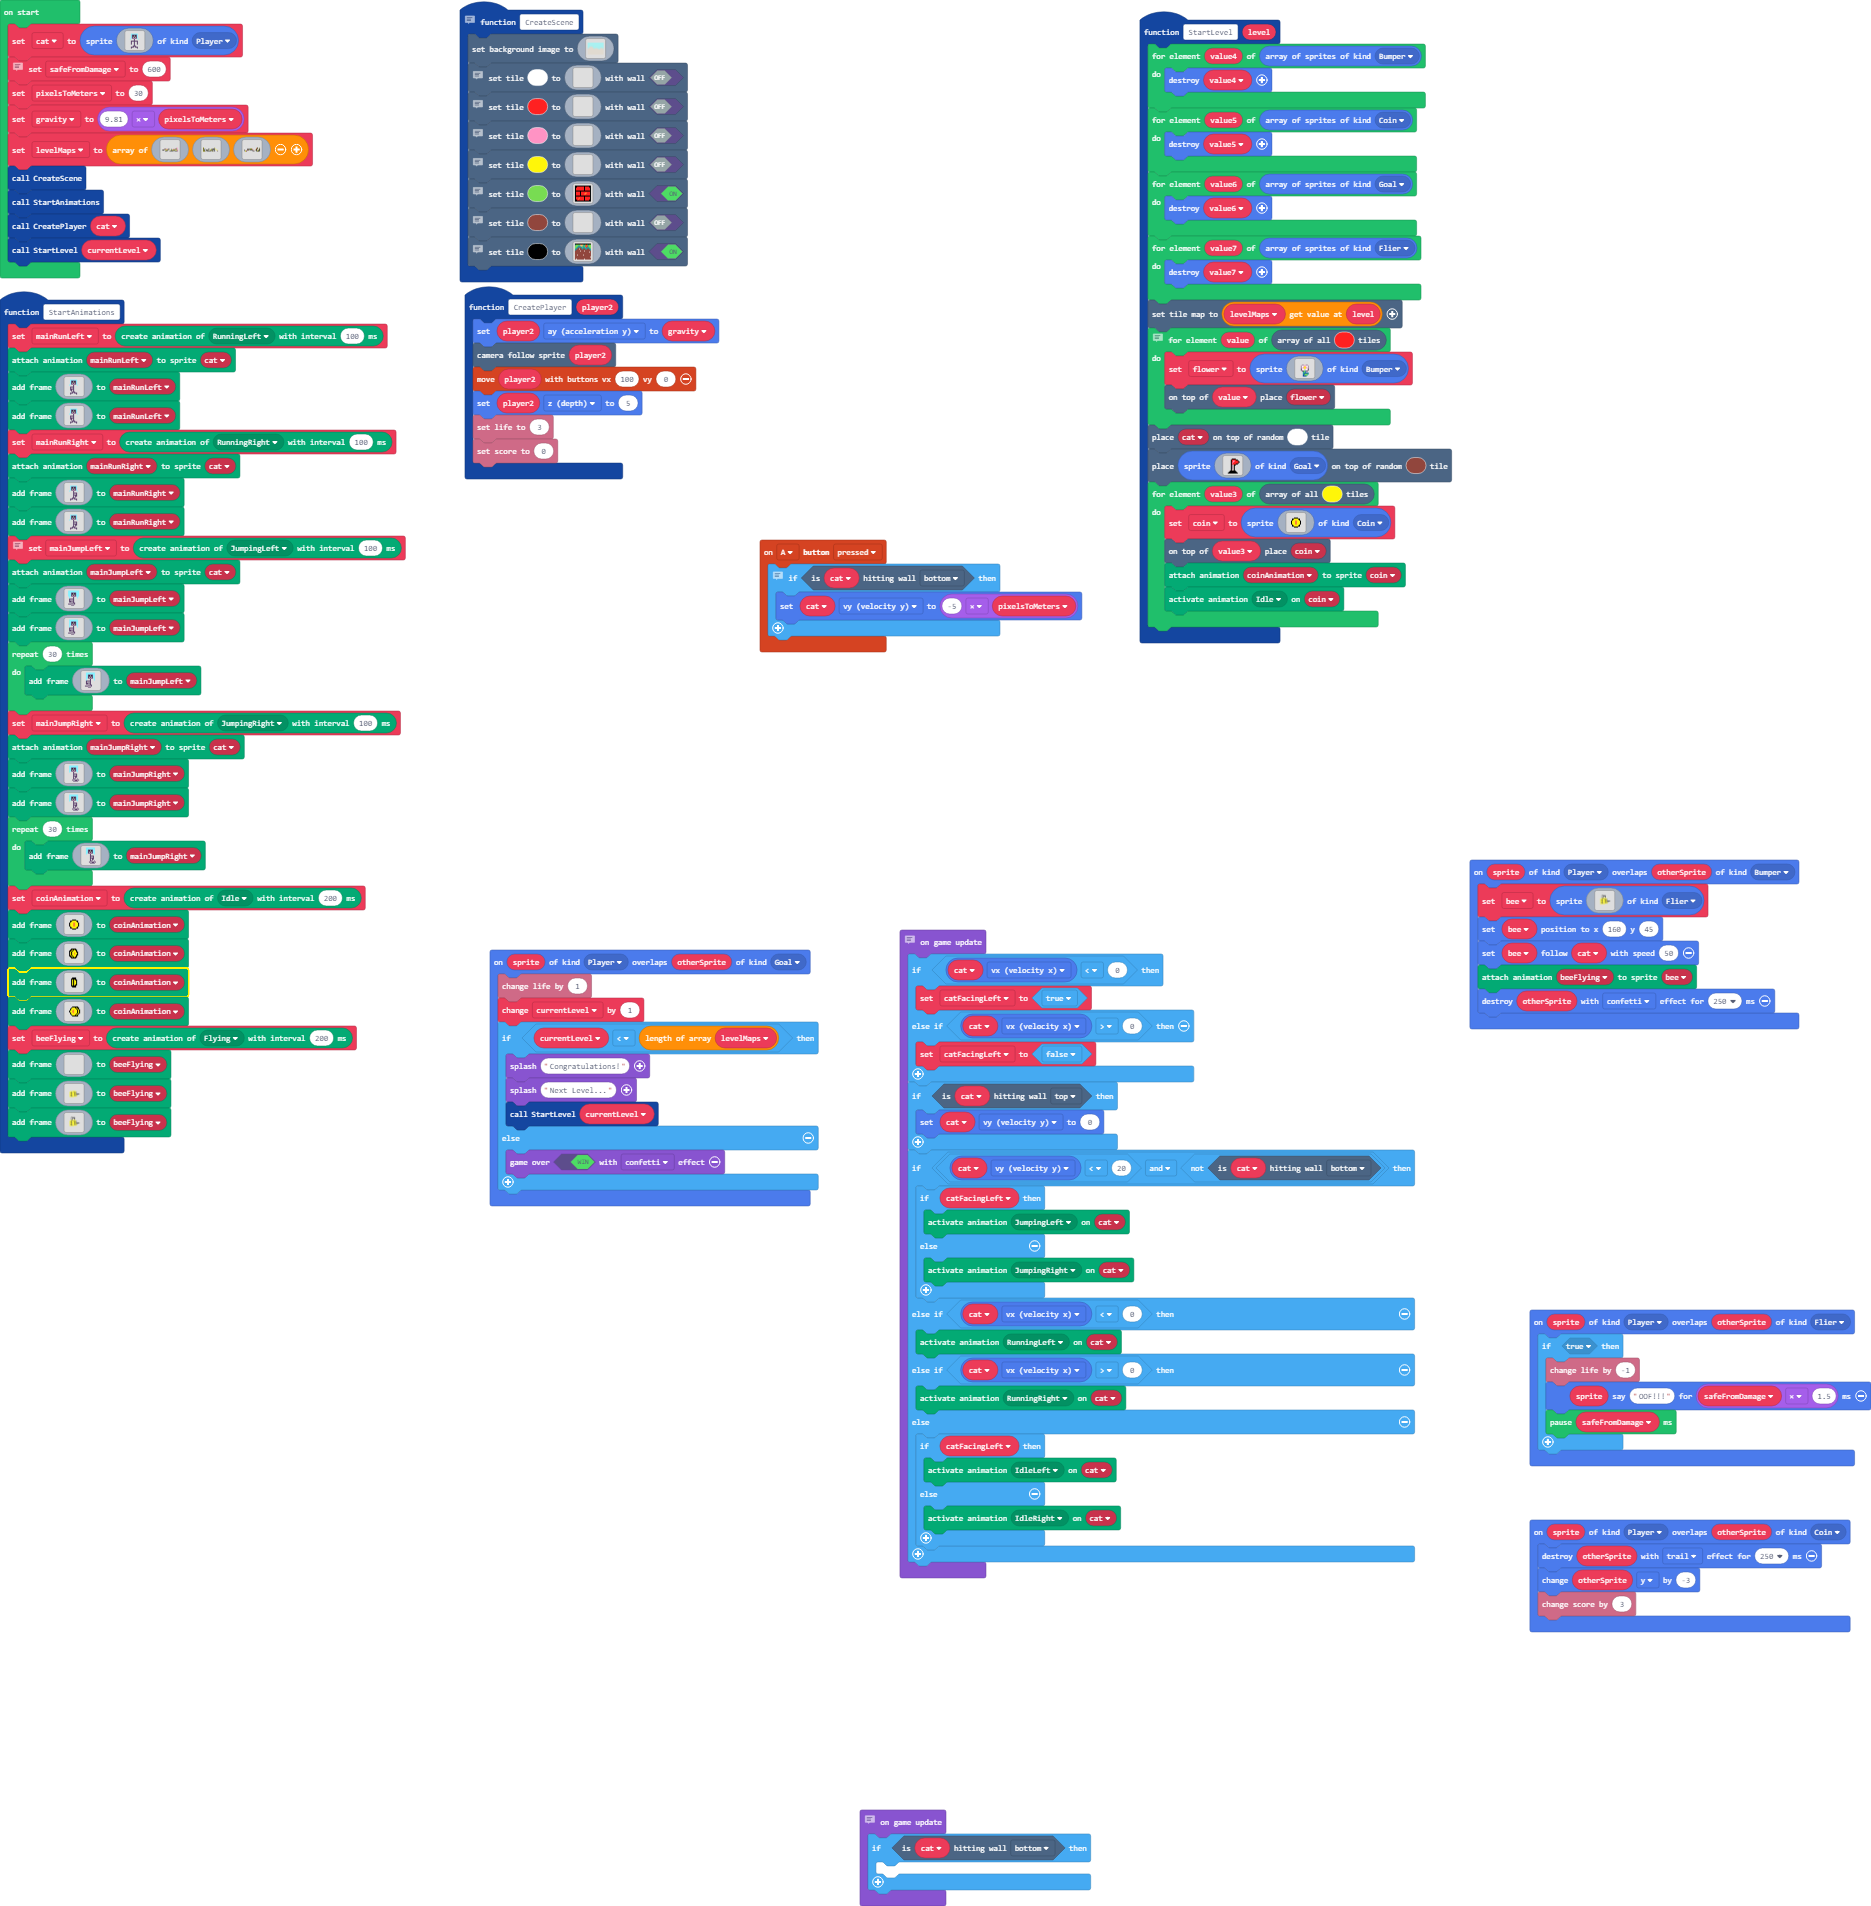 on start
set cat to sprite of kind Player
set safeFromDamage to 600
set pixelsToMeters to 30
set gravity to 9.81 × pixelsToMeters
set levelMaps to array of
call CreateScene
call StartAnimations
call CreatePlayer cat
call StartLevel currentLevel
function StartAnimations
set mainRunLeft to create animation of RunningLeft with interval 100 ms
attach animation mainRunLeft to sprite cat
add frame to mainRunLeft
add frame to mainRunLeft
set mainRunRight to create animation of RunningRight with interval 100 ms
attach animation mainRunRight to sprite cat
add frame to mainRunRight
add frame to mainRunRight
set mainJumpLeft to create animation of JumpingLeft with interval 100 ms
attach animation mainJumpLeft to sprite cat
add frame to mainJumpLeft
add frame to mainJumpLeft
repeat 30 times
do
add frame to mainJumpLeft
set mainJumpRight to create animation of JumpingRight with interval 100 ms
attach animation mainJumpRight to sprite cat
add frame to mainJumpRight
add frame to mainJumpRight
repeat 30 times
do
add frame to mainJumpRight
set coinAnimation to create animation of Idle with interval 200 ms
add frame to coinAnimation
add frame to coinAnimation
add frame to coinAnimation
add frame to coinAnimation
set beeFlying to create animation of Flying with interval 200 ms
add frame to beeFlying
add frame to beeFlying
add frame to beeFlying
function CreateScene
set background image to
set tile to with wall OFF
set tile to with wall OFF
set tile to with wall OFF
set tile to with wall OFF
set tile to with wall ON
set tile to with wall OFF
set tile to with wall ON
function CreatePlayer player2
set player2 ay (acceleration y) to gravity
camera follow sprite player2
move player2 with buttons vx 100 vy 0
set player2 z (depth) to 5
set life to 3
set score to 0
on A button pressed
if is cat hitting wall bottom then
set cat vy (velocity y) to -5 × pixelsToMeters
function StartLevel level
for element value4 of array of sprites of kind Bumper
do
destroy value4
for element value5 of array of sprites of kind Coin
do
destroy value5
for element value6 of array of sprites of kind Goal
do
destroy value6
for element value7 of array of sprites of kind Flier
do
destroy value7
set tile map to levelMaps get value at level
for element value of array of all tiles
do
set flower to sprite of kind Bumper
on top of value place flower
place cat on top of random tile
place sprite of kind Goal on top of random tile
for element value3 of array of all tiles
do
set coin to sprite of kind Coin
on top of value3 place coin
attach animation coinAnimation to sprite coin
activate animation Idle on coin
on sprite of kind Player overlaps otherSprite of kind Goal
change life by 1
change currentLevel by 1
if currentLevel < length of array levelMaps then
splash "Congratulations!"
splash "Next Level..."
call StartLevel currentLevel
else
game over WIN with confetti effect
on game update
if cat vx (velocity x) < 0 then
set catFacingLeft to true
else if cat vx (velocity x) > 0 then
set catFacingLeft to false
if is cat hitting wall top then
set cat vy (velocity y) to 0
if cat vy (velocity y) < 20 and not is cat hitting wall bottom then
if catFacingLeft then
activate animation JumpingLeft on cat
else
activate animation JumpingRight on cat
else if cat vx (velocity x) < 0 then
activate animation RunningLeft on cat
else if cat vx (velocity x) > 0 then
activate animation RunningRight on cat
else
if catFacingLeft then
activate animation IdleLeft on cat
else
activate animation IdleRight on cat
on sprite of kind Player overlaps otherSprite of kind Bumper
set bee to sprite of kind Flier
set bee position to x 160 y 45
set bee follow cat with speed 50
attach animation beeFlying to sprite bee
destroy otherSprite with confetti effect for 250 ms
on sprite of kind Player overlaps otherSprite of kind Flier
if true then
change life by -1
sprite say "OOF!!!" for safeFromDamage × 1.5 ms
pause safeFromDamage ms
on sprite of kind Player overlaps otherSprite of kind Coin
destroy otherSprite with trail effect for 250 ms
change otherSprite y by -3
change score by 3
on game update
if is cat hitting wall bottom then